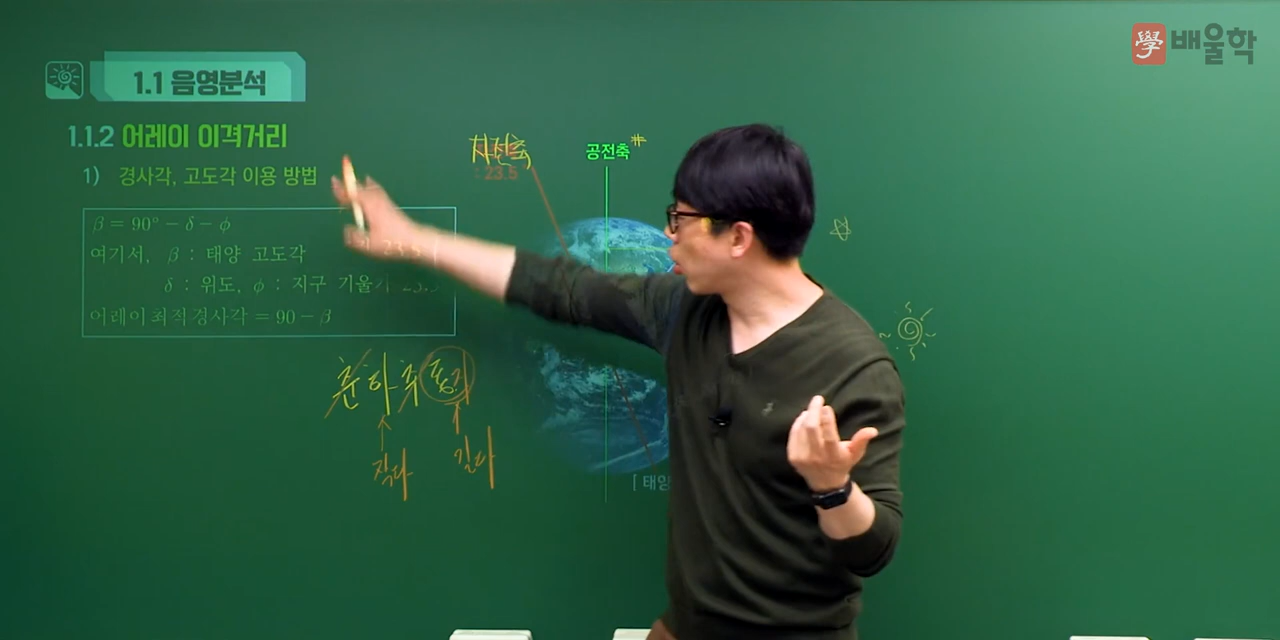 學 배울학
1.1 음영분석
1.1.2 어레이 이격거리
1) 경사각, 고도각 이용 방법
β = 90° − δ − ϕ
여기서, β : 태양 고도각
δ : 위도, ϕ : 지구 기울기 23.5
어레이최적경사각 = 90 − β
자전축
: 23.5
공전축
춘 하 추 동지
작다
길다
[ 태양